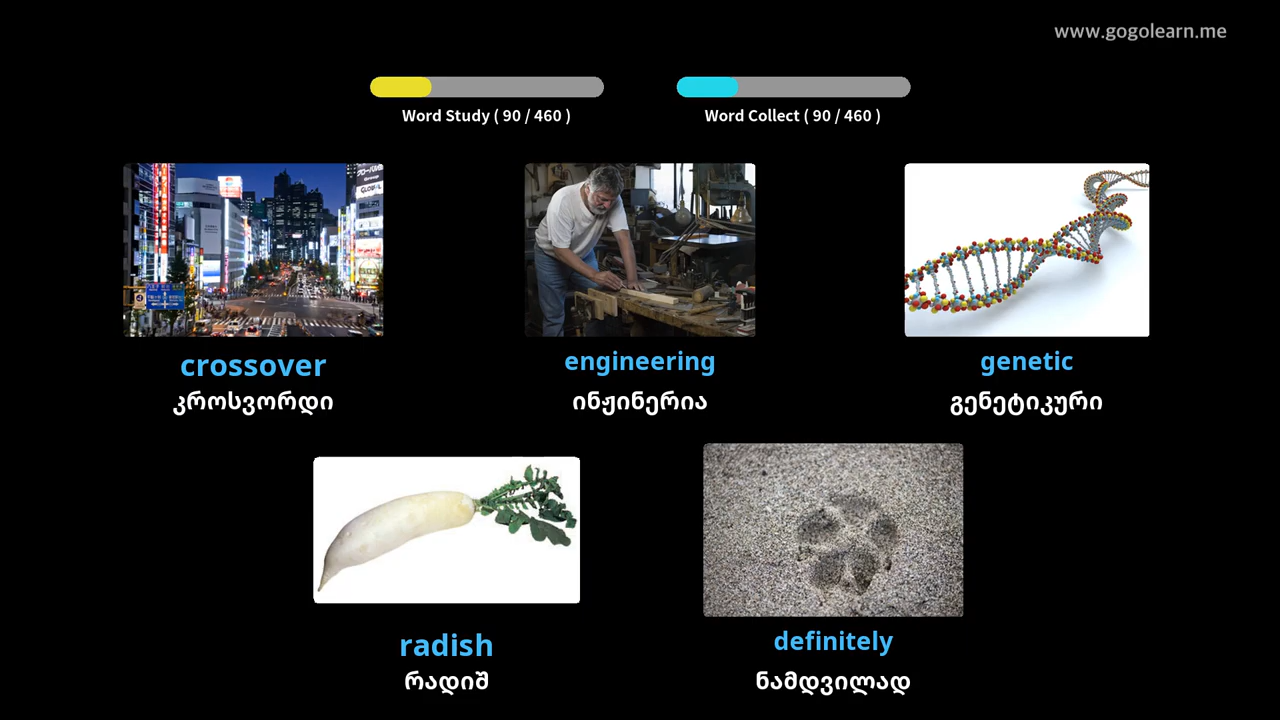 www.gogolearn.me
Word Study ( 90 / 460 )
Word Collect ( 90 / 460 )
crossover
კროსვორდი
engineering
ინჟინერია
genetic
გენეტიკური
radish
რადიშ
definitely
ნამდვილად